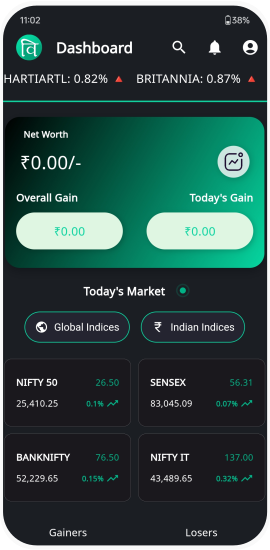 11:02 38%
वि Dashboard
HARTIARTL: 0.82% BRITANNIA: 0.87%
Net Worth
₹0.00/-
Overall Gain Today's Gain
₹0.00 ₹0.00
Today's Market
Global Indices ₹ Indian Indices
NIFTY 50 26.50 SENSEX 56.31
25,410.25 0.1% 83,045.09 0.07%
BANKNIFTY 76.50 NIFTY IT 137.00
52,229.65 0.15% 43,489.65 0.32%
Gainers Losers